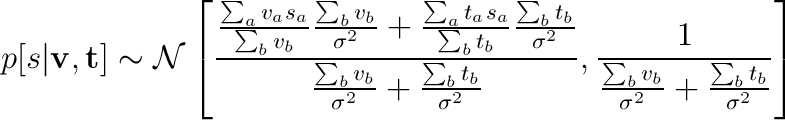 p[s|\mathbf{v},\mathbf{t}] \sim \mathcal{N}\left[\frac{\frac{\sum_a v_a s_a}{\sum_b v_b}\frac{\sum_b v_b}{\sigma^2}+\frac{\sum_a t_a s_a}{\sum_b t_b}\frac{\sum_b t_b}{\sigma^2}}{\frac{\sum_b v_b}{\sigma^2}+\frac{\sum_b t_b}{\sigma^2}},\frac{1}{\frac{\sum_b v_b}{\sigma^2}+\frac{\sum_b t_b}{\sigma^2}}\right]